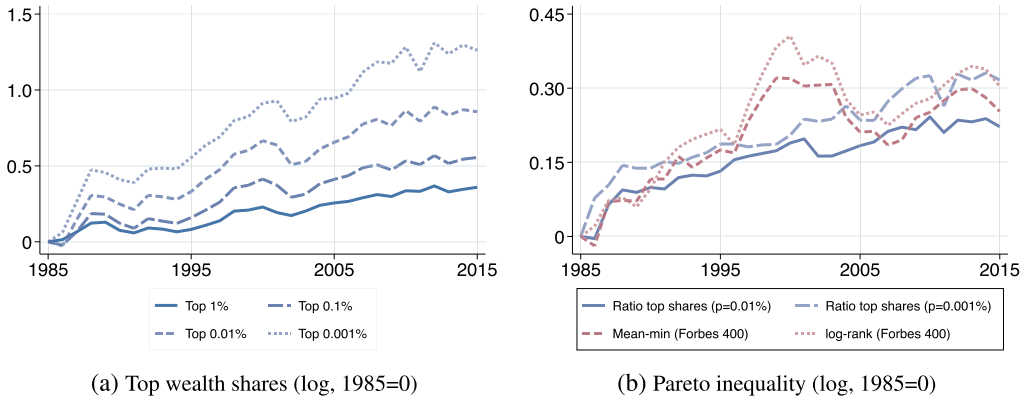 1.5
1.0
0.5
0
1985 1995 2005 2015
Top 1% Top 0.1%
Top 0.01% Top 0.001%
(a) Top wealth shares (log, 1985=0)
0.45
0.30
0.15
0
1985 1995 2005 2015
Ratio top shares (p=0.01%) Ratio top shares (p=0.001%)
Mean-min (Forbes 400) log-rank (Forbes 400)
(b) Pareto inequality (log, 1985=0)